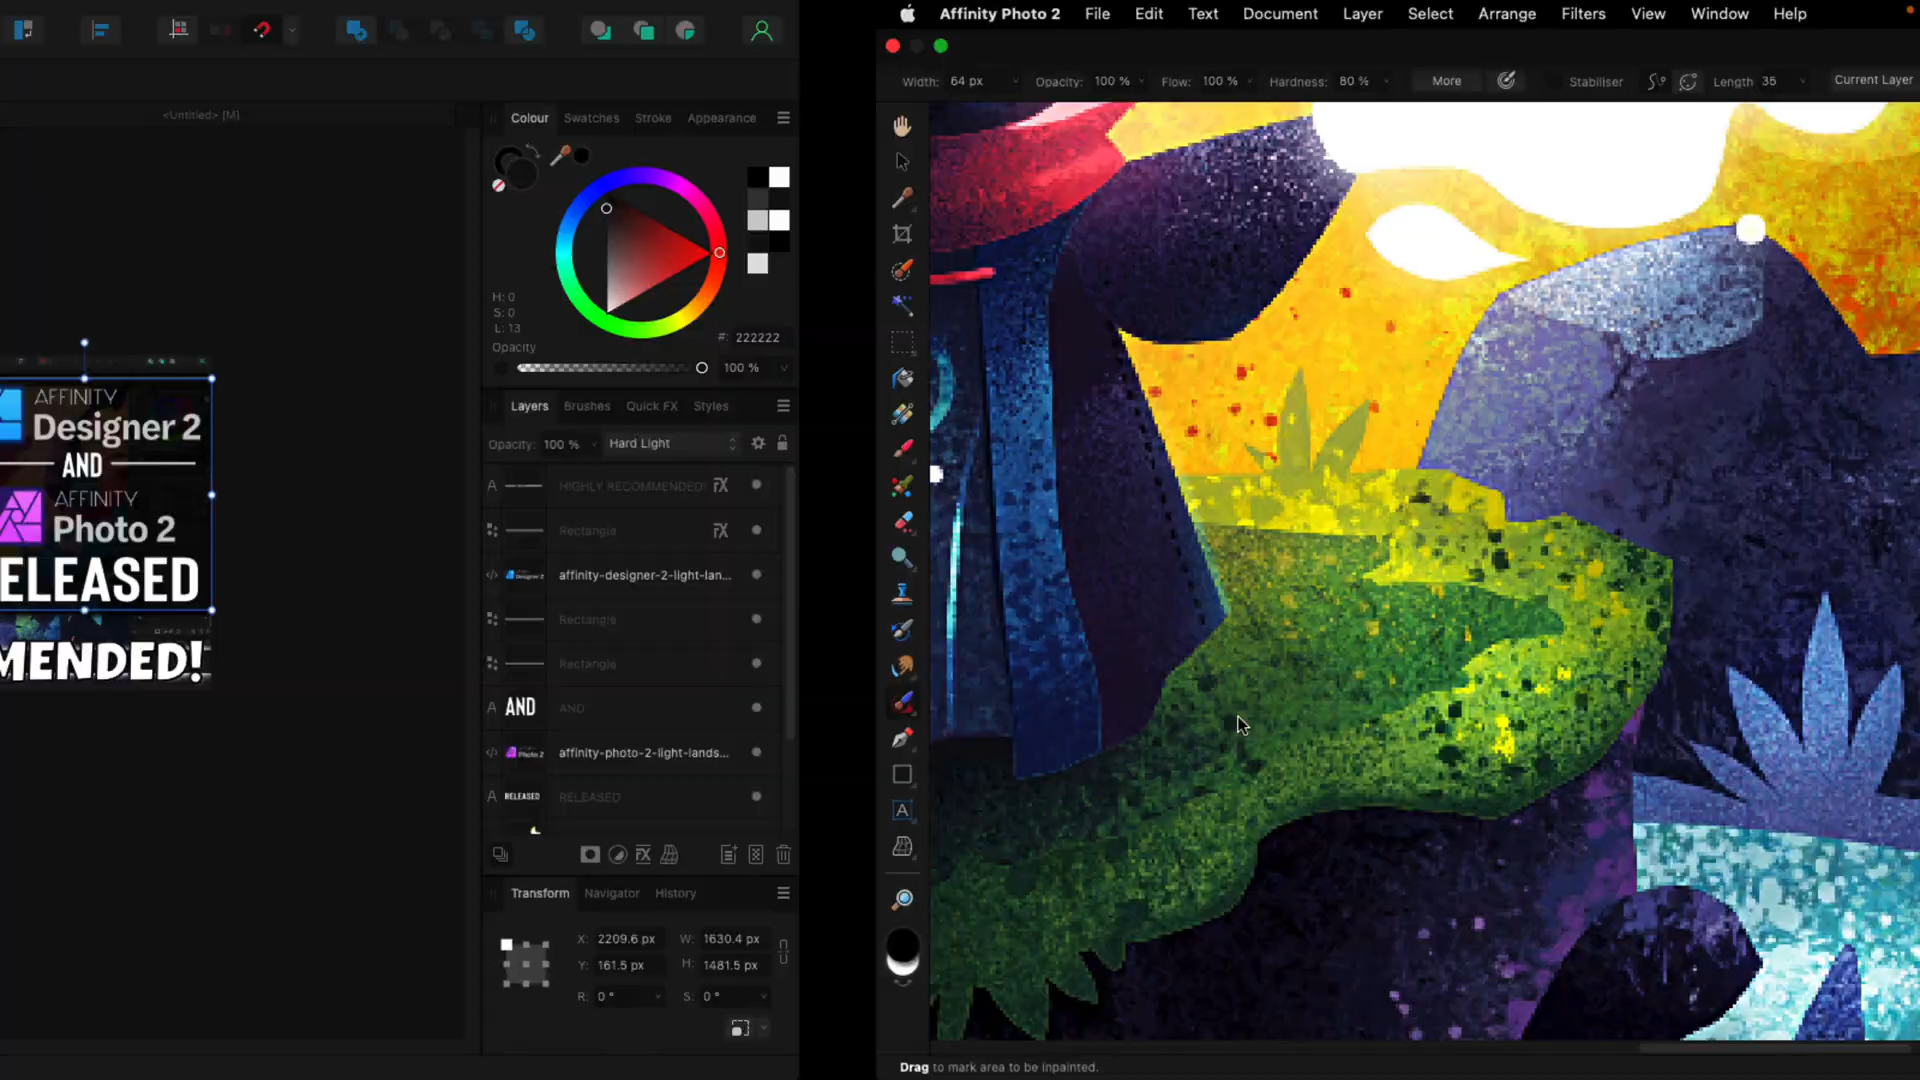 Affinity Photo 2 File Edit Text Document Layer Select Arrange Filters View Window Help
Width: 64 px Opacity: 100 % Flow: 100 % Hardness: 80 % More Stabiliser Length 35 Current Layer
<Untitled> [M]
Colour Swatches Stroke Appearance
H: 0
S: 0
L: 13
#: 222222
Opacity
100 %
Layers Brushes Quick FX Styles
Opacity: 100 % Hard Light
A HIGHLY RECOMMENDED! FX
Rectangle FX
affinity-designer-2-light-lan...
Rectangle
Rectangle
A AND AND
affinity-photo-2-light-lands...
A RELEASED RELEASED
FX
Transform Navigator History
X: 2209.6 px W: 1630.4 px
Y: 161.5 px H: 1481.5 px
R: 0 ° S: 0 °
AFFINITY
Designer 2
AND
AFFINITY
Photo 2
ELEASED
MENDED!
A
Drag to mark area to be inpainted.